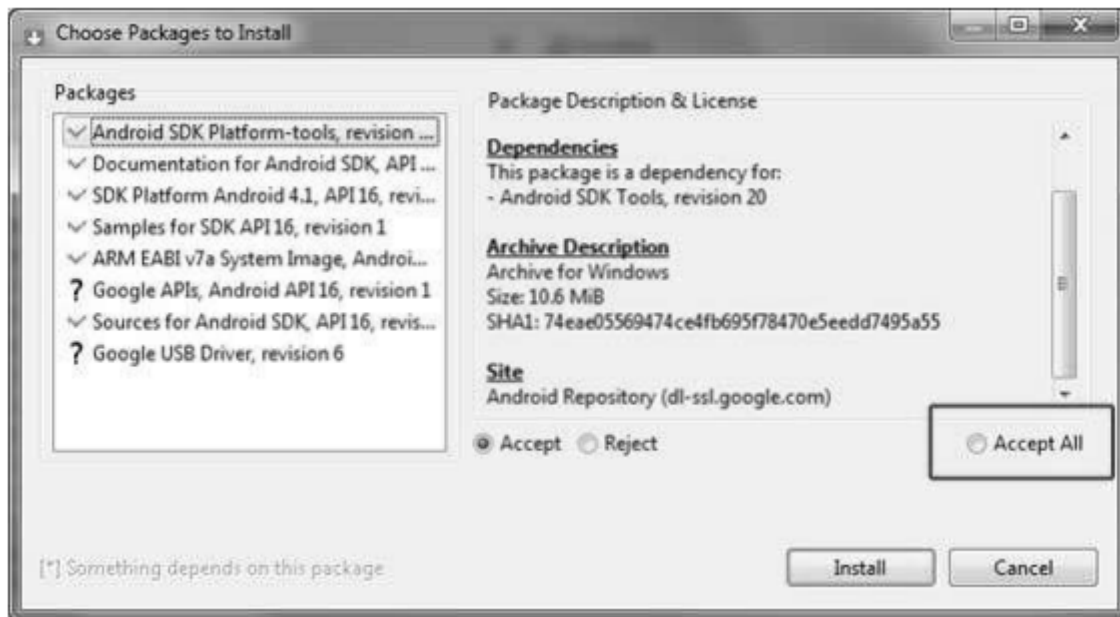 Choose Packages to Install
Packages
Android SDK Platform-tools, revision ...
Documentation for Android SDK, API ...
SDK Platform Android 4.1, API 16, revi...
Samples for SDK API 16, revision 1
ARM EABI v7a System Image, Androi...
? Google APIs, Android API 16, revision 1
Sources for Android SDK, API 16, revis...
? Google USB Driver, revision 6
Package Description & License
Dependencies
This package is a dependency for:
- Android SDK Tools, revision 20
Archive Description
Archive for Windows
Size: 10.6 MiB
SHA1: 74eae05569474ce4fb695f78470e5eedd7495a55
Site
Android Repository (dl-ssl.google.com)
Accept Reject Accept All
[*] Something depends on this package
Install Cancel